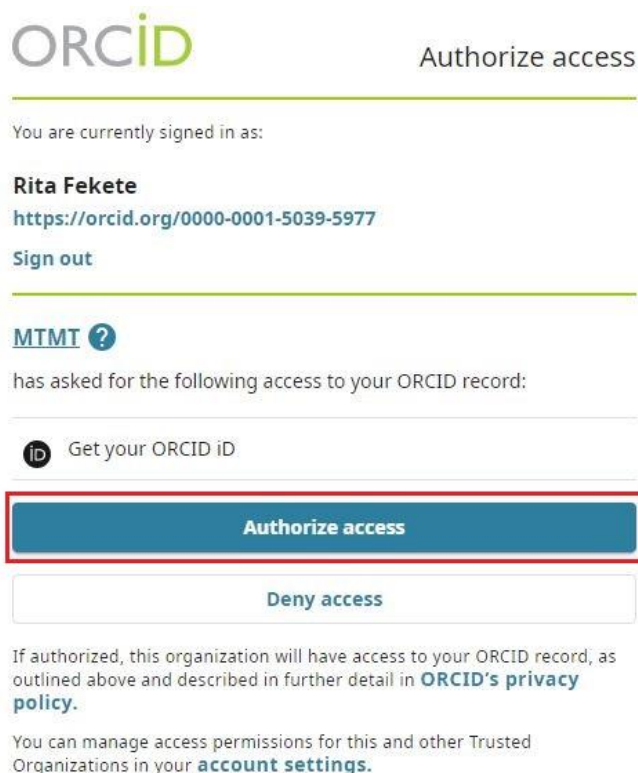 ORCiD
Authorize access
You are currently signed in as:
Rita Fekete
https://orcid.org/0000-0001-5039-5977
Sign out
MTMT ?
has asked for the following access to your ORCID record:
iD Get your ORCID iD
Authorize access
Deny access
If authorized, this organization will have access to your ORCID record, as
outlined above and described in further detail in ORCID's privacy
policy.
You can manage access permissions for this and other Trusted
Organizations in your account settings.